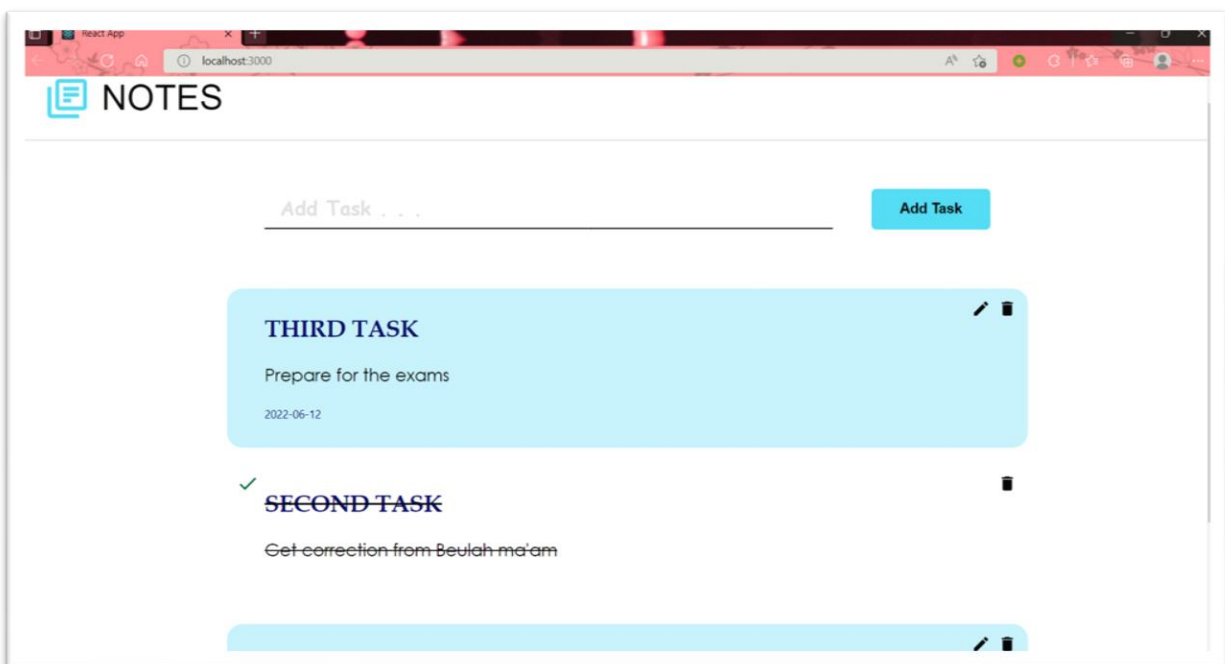 React App
localhost:3000
NOTES
Add Task . . .
Add Task
THIRD TASK
Prepare for the exams
2022-06-12
SECOND TASK
Get correction from Beulah ma'am